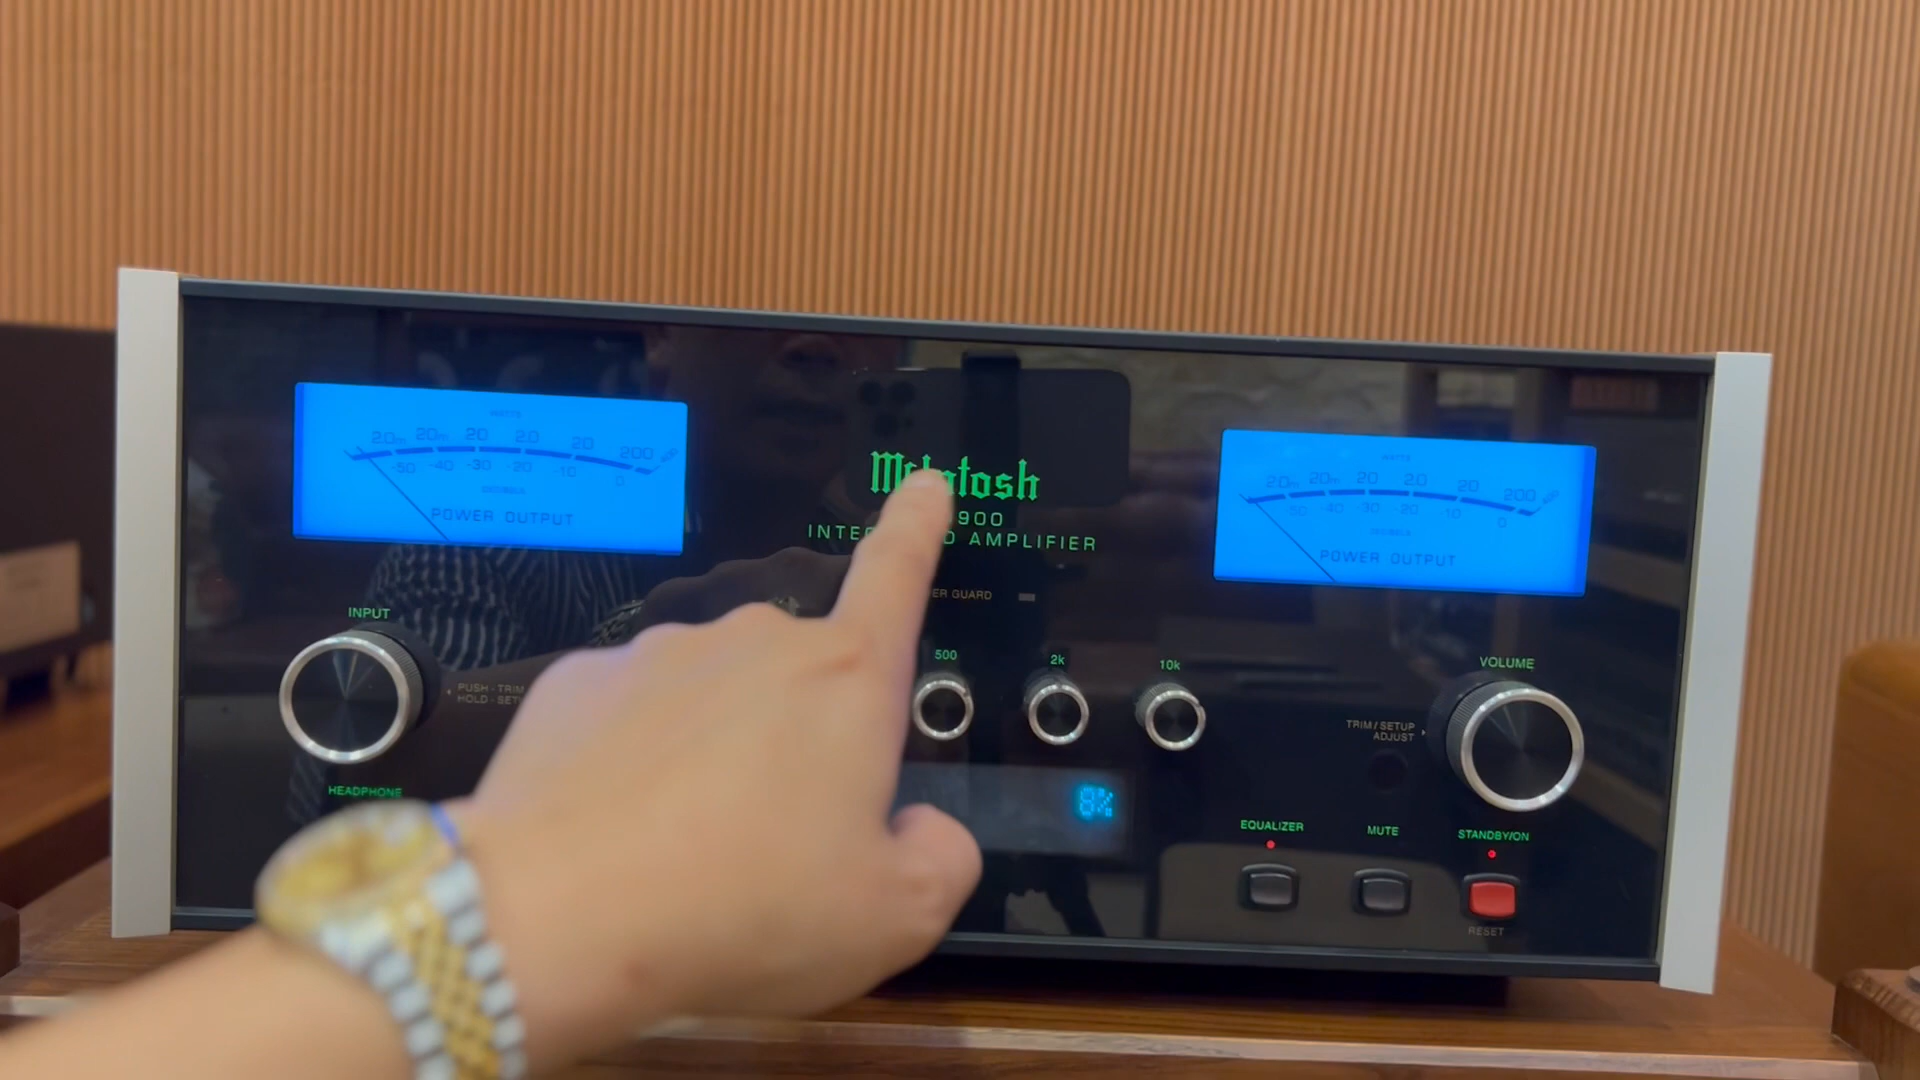 WATTS
2.0m 20m .20 2.0 20 200
-50 -40 -30 -20 -10 0
DECIBELS
POWER OUTPUT
McIntosh
900
AMPLIFIER
WATTS
2.0m 20m .20 2.0 20 200
50 -40 -30 -20 10 0
DECIBELS
POWER OUTPUT
GUARD
INPUT
PUSH - TRIM
HOLD -
500
2k
10k
VOLUME
TRIM / SETUP
ADJUST
HEADPHONE
8%
EQUALIZER
MUTE
STANDBY/ON
RESET